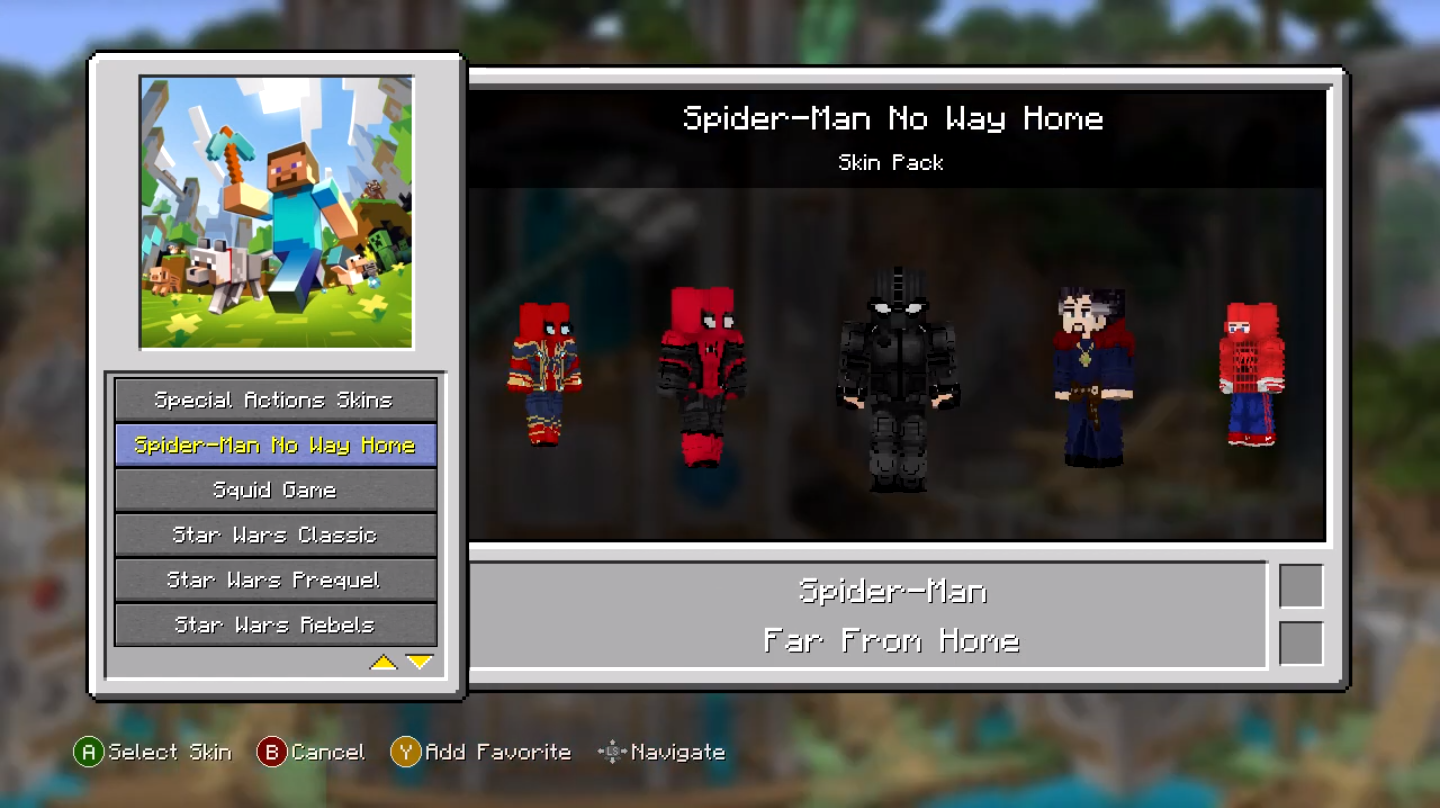 Spider-Man No Way Home
Skin Pack
Special Actions Skins
Spider-Man No Way Home
Squid Game
Star Wars Classic
Star Wars Prequel
Star Wars Rebels
Spider-Man
Far From Home
A Select Skin B Cancel Y Add Favorite LS Navigate